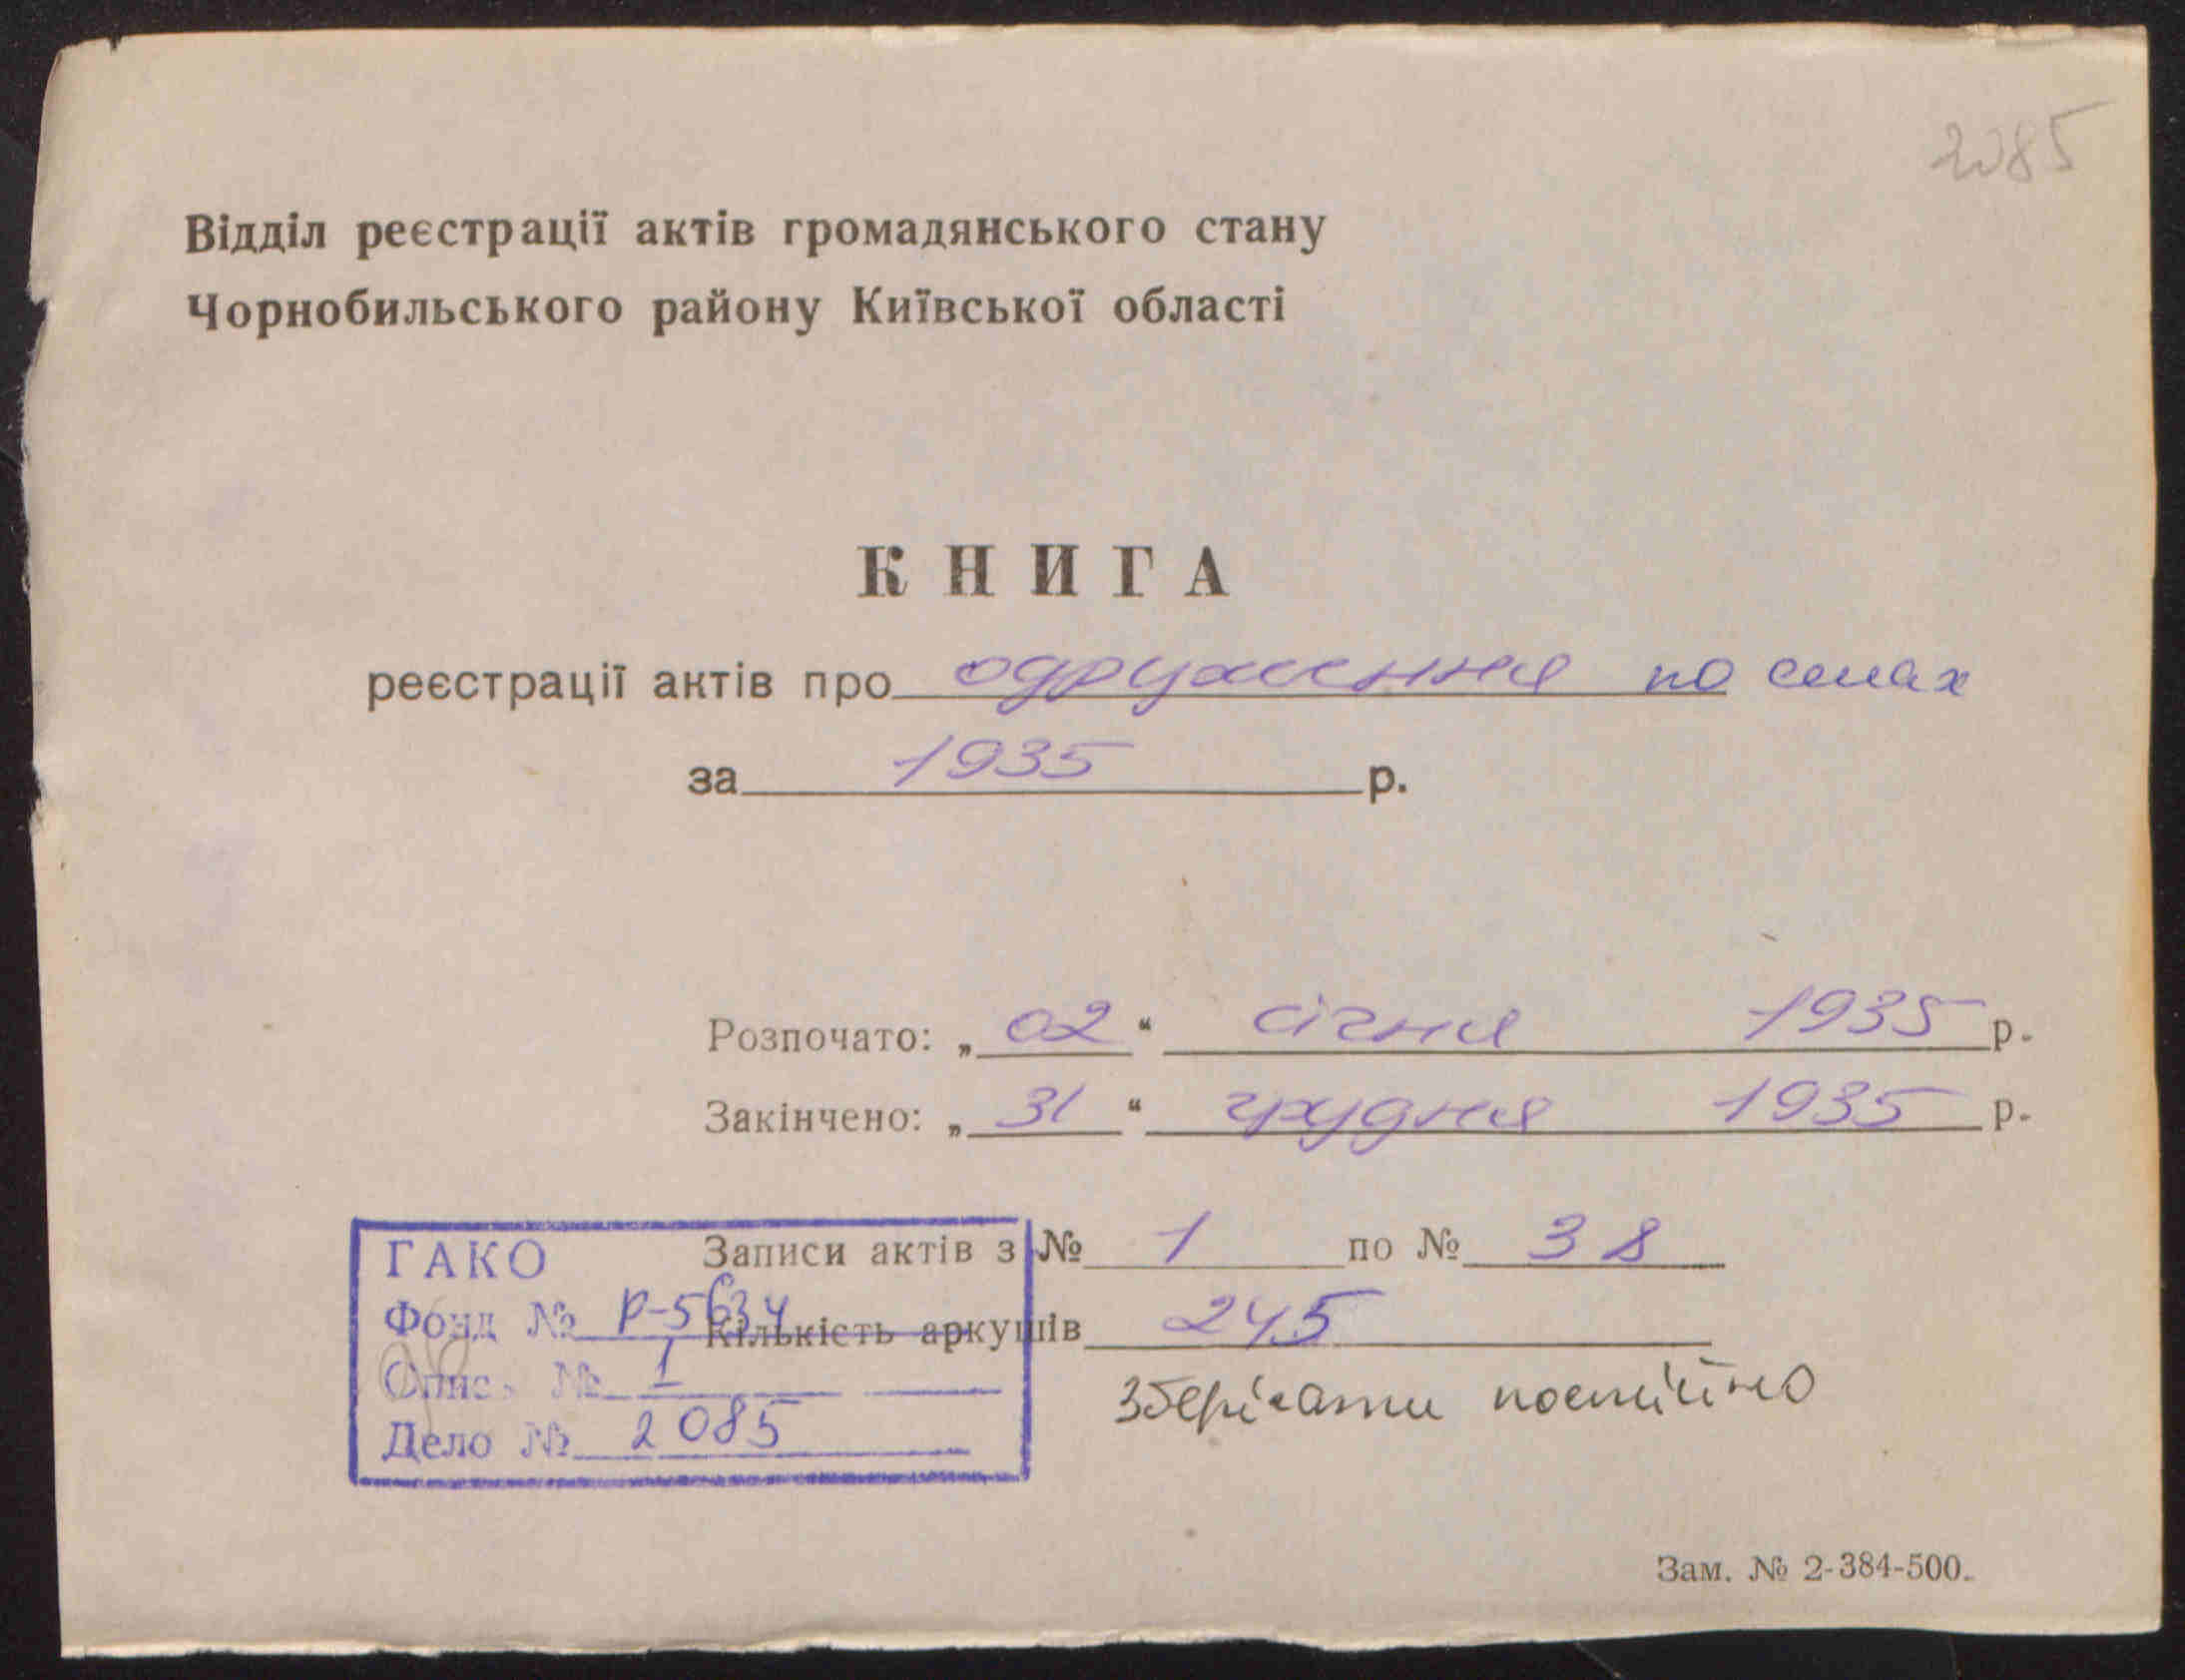 2085
Відділ реєстрації актів громадянського стану
Чорнобильського району Київської області
КНИГА
реєстрації актів про одруження по селах
за 1935 р.
Розпочато: „ 02 “ січня 1935 р.
Закінчено: „ 31 “ грудня 1935 р.
Записи актів з № 1 по № 38
Кількість аркушів 245
Зберігати постійно
ГАКО
Фонд № Р-5634
Опис. № 1
Дело № 2085
Зам. № 2-384-500.